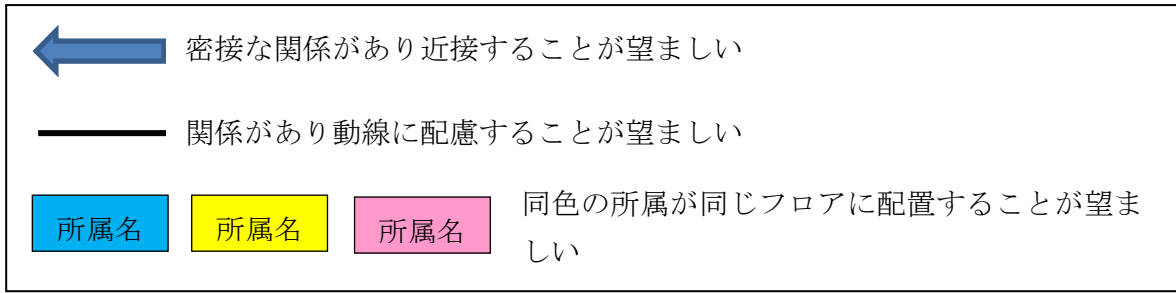 密接な関係があり近接することが望ましい
関係があり動線に配慮することが望ましい
所属名 所属名 所属名 同色の所属が同じフロアに配置することが望ま
しい